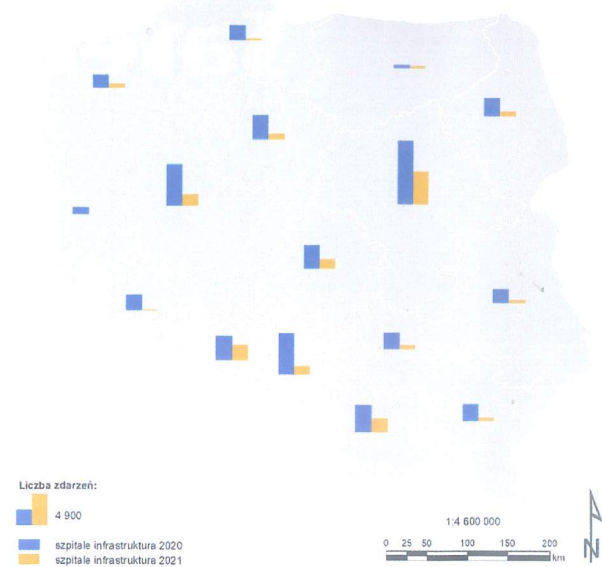 Liczba zdarzeń:
4 900
szpitale infrastruktura 2020
szpitale infrastruktura 2021
1:4 600 000
0 25 50 100 150 200
km
N